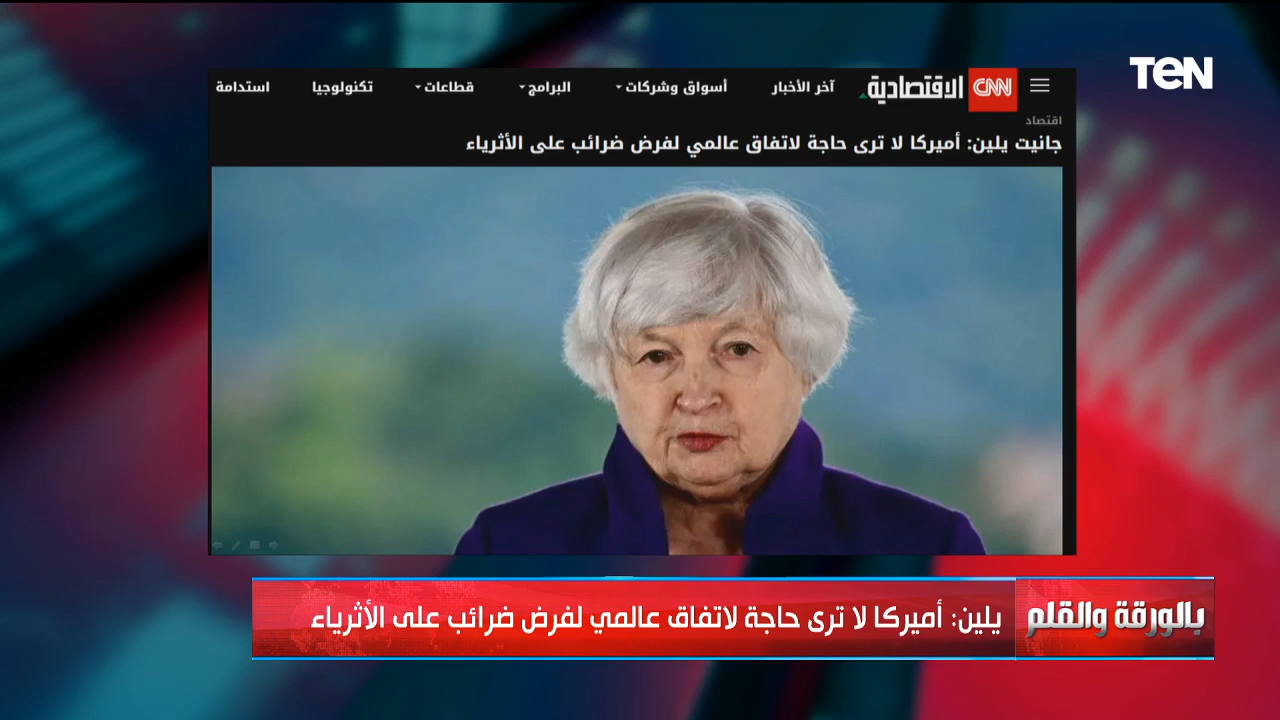 TEN
CNN الاقتصادية آخر الأخبار أسواق وشركات البرامج قطاعات تكنولوجيا استدامة
اقتصاد
جانيت يلين: أميركا لا ترى حاجة لاتفاق عالمي لفرض ضرائب على الأثرياء
بالورقة والقلم
يلين: أميركا لا ترى حاجة لاتفاق عالمي لفرض ضرائب على الأثرياء